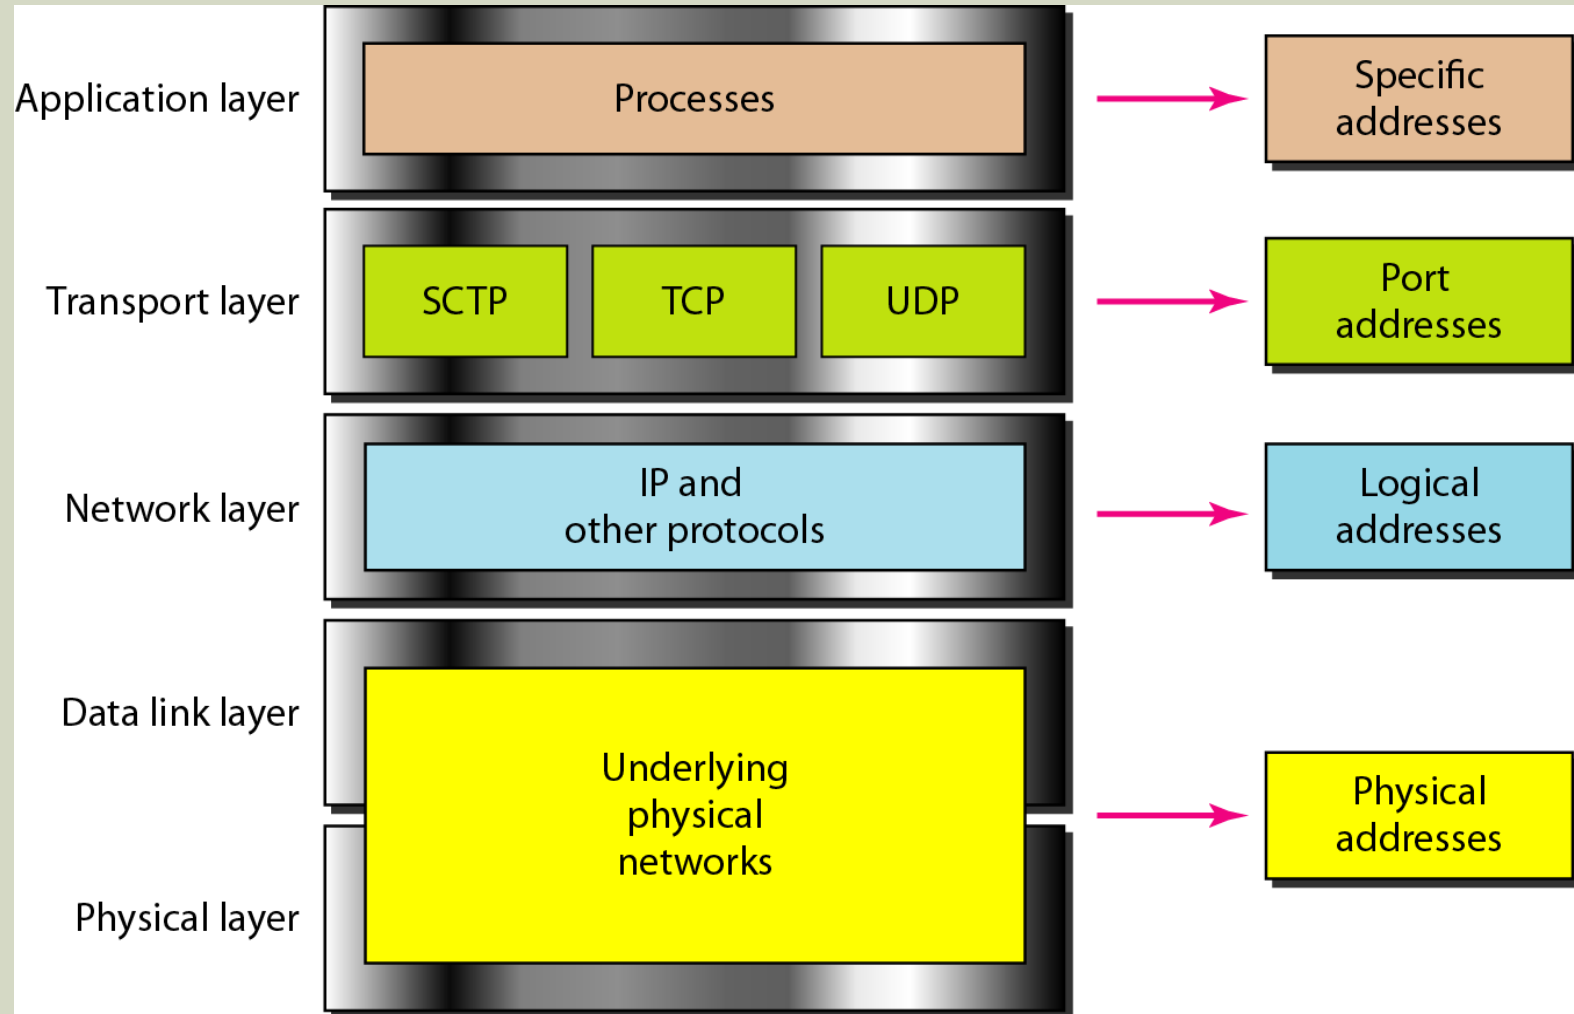 Application layer
Processes
Specific
addresses
Transport layer
SCTP
TCP
UDP
Port
addresses
Network layer
IP and
other protocols
Logical
addresses
Data link layer
Underlying
physical
networks
Physical
addresses
Physical layer